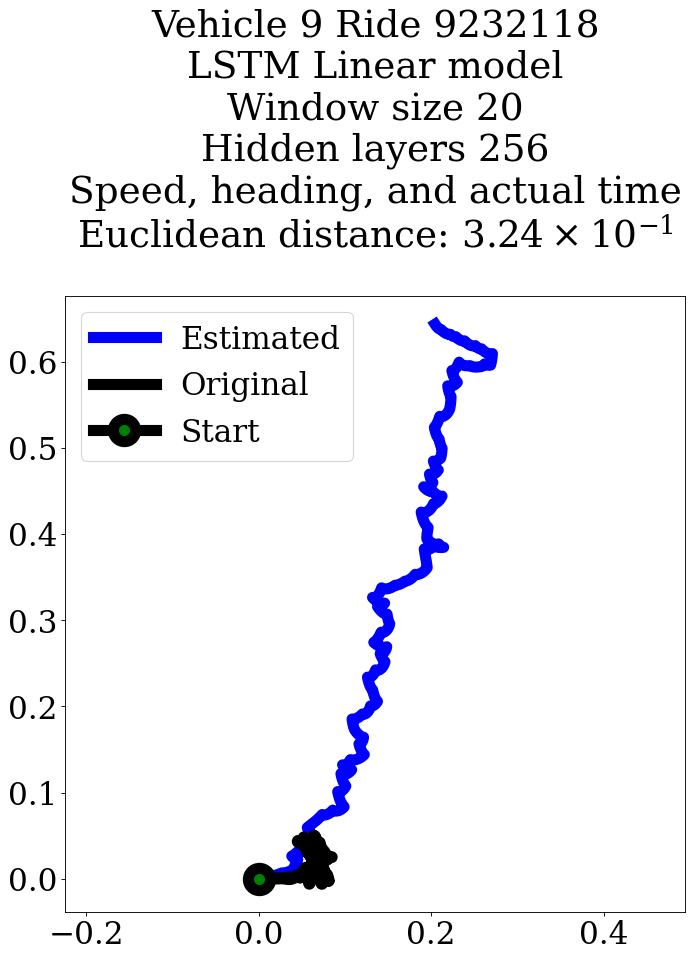 Vehicle 9 Ride 9232118
LSTM Linear model
Window size 20
Hidden layers 256
Speed, heading, and actual time
Euclidean distance: 3.24 × 10⁻¹
Estimated
Original
Start
0.6
0.5
0.4
0.3
0.2
0.1
0.0
−0.2 0.0 0.2 0.4